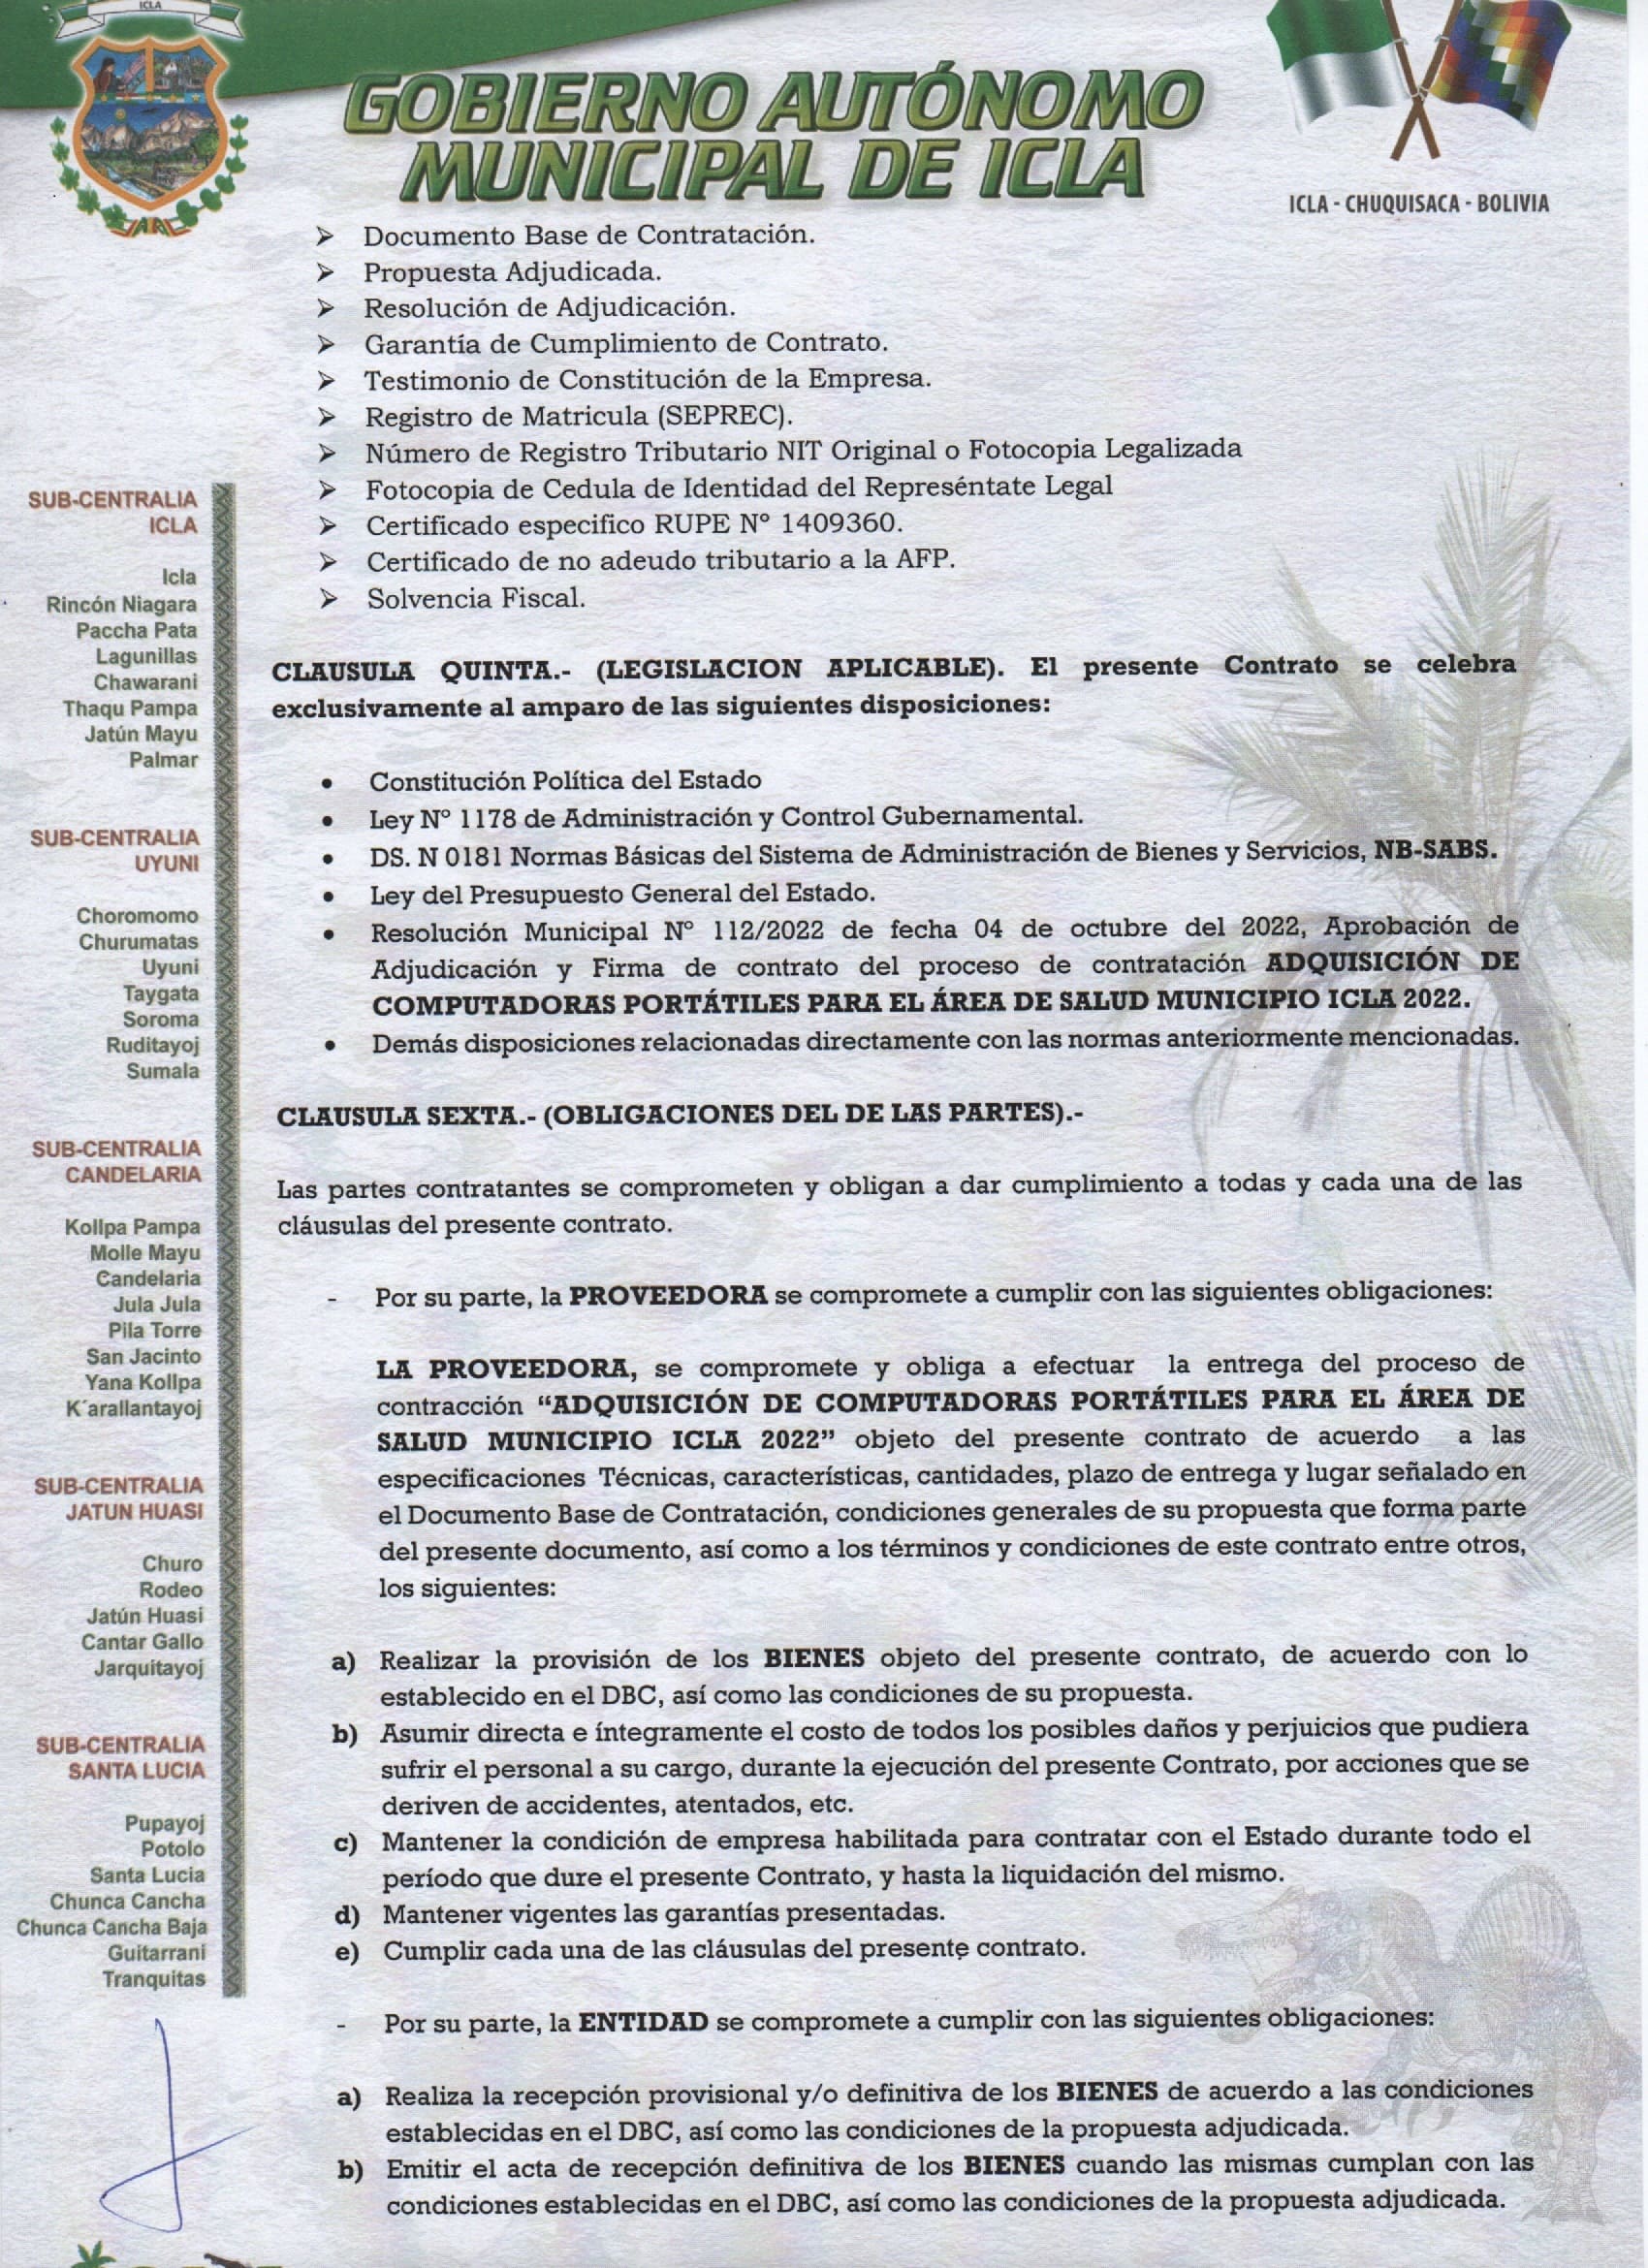 ICLA
GOBIERNO AUTÓNOMO
MUNICIPAL DE ICLA
ICLA - CHUQUISACA - BOLIVIA
➢ Documento Base de Contratación.
➢ Propuesta Adjudicada.
➢ Resolución de Adjudicación.
➢ Garantía de Cumplimiento de Contrato.
➢ Testimonio de Constitución de la Empresa.
➢ Registro de Matricula (SEPREC).
➢ Número de Registro Tributario NIT Original o Fotocopia Legalizada
➢ Fotocopia de Cedula de Identidad del Represéntate Legal
➢ Certificado especifico RUPE N° 1409360.
➢ Certificado de no adeudo tributario a la AFP.
➢ Solvencia Fiscal.
CLAUSULA QUINTA.- (LEGISLACION APLICABLE). El presente Contrato se celebra
exclusivamente al amparo de las siguientes disposiciones:
• Constitución Política del Estado
• Ley N° 1178 de Administración y Control Gubernamental.
• DS. N 0181 Normas Básicas del Sistema de Administración de Bienes y Servicios, NB-SABS.
• Ley del Presupuesto General del Estado.
• Resolución Municipal N° 112/2022 de fecha 04 de octubre del 2022, Aprobación de
Adjudicación y Firma de contrato del proceso de contratación ADQUISICIÓN DE
COMPUTADORAS PORTÁTILES PARA EL ÁREA DE SALUD MUNICIPIO ICLA 2022.
• Demás disposiciones relacionadas directamente con las normas anteriormente mencionadas.
CLAUSULA SEXTA.- (OBLIGACIONES DEL DE LAS PARTES).-
Las partes contratantes se comprometen y obligan a dar cumplimiento a todas y cada una de las
cláusulas del presente contrato.
- Por su parte, la PROVEEDORA se compromete a cumplir con las siguientes obligaciones:
LA PROVEEDORA, se compromete y obliga a efectuar la entrega del proceso de
contracción “ADQUISICIÓN DE COMPUTADORAS PORTÁTILES PARA EL ÁREA DE
SALUD MUNICIPIO ICLA 2022” objeto del presente contrato de acuerdo a las
especificaciones Técnicas, características, cantidades, plazo de entrega y lugar señalado en
el Documento Base de Contratación, condiciones generales de su propuesta que forma parte
del presente documento, así como a los términos y condiciones de este contrato entre otros,
los siguientes:
a) Realizar la provisión de los BIENES objeto del presente contrato, de acuerdo con lo
establecido en el DBC, así como las condiciones de su propuesta.
b) Asumir directa e íntegramente el costo de todos los posibles daños y perjuicios que pudiera
sufrir el personal a su cargo, durante la ejecución del presente Contrato, por acciones que se
deriven de accidentes, atentados, etc.
c) Mantener la condición de empresa habilitada para contratar con el Estado durante todo el
período que dure el presente Contrato, y hasta la liquidación del mismo.
d) Mantener vigentes las garantías presentadas.
e) Cumplir cada una de las cláusulas del presente contrato.
- Por su parte, la ENTIDAD se compromete a cumplir con las siguientes obligaciones:
a) Realiza la recepción provisional y/o definitiva de los BIENES de acuerdo a las condiciones
establecidas en el DBC, así como las condiciones de la propuesta adjudicada.
b) Emitir el acta de recepción definitiva de los BIENES cuando las mismas cumplan con las
condiciones establecidas en el DBC, así como las condiciones de la propuesta adjudicada.
SUB-CENTRALIA
ICLA
Icla
Rincón Niagara
Paccha Pata
Lagunillas
Chawarani
Thaqu Pampa
Jatún Mayu
Palmar
SUB-CENTRALIA
UYUNI
Choromomo
Churumatas
Uyuni
Taygata
Soroma
Ruditayoj
Sumala
SUB-CENTRALIA
CANDELARIA
Kollpa Pampa
Molle Mayu
Candelaria
Jula Jula
Pila Torre
San Jacinto
Yana Kollpa
K´arallantayoj
SUB-CENTRALIA
JATUN HUASI
Churo
Rodeo
Jatún Huasi
Cantar Gallo
Jarquitayoj
SUB-CENTRALIA
SANTA LUCIA
Pupayoj
Potolo
Santa Lucia
Chunca Cancha
Chunca Cancha Baja
Guitarrani
Tranquitas